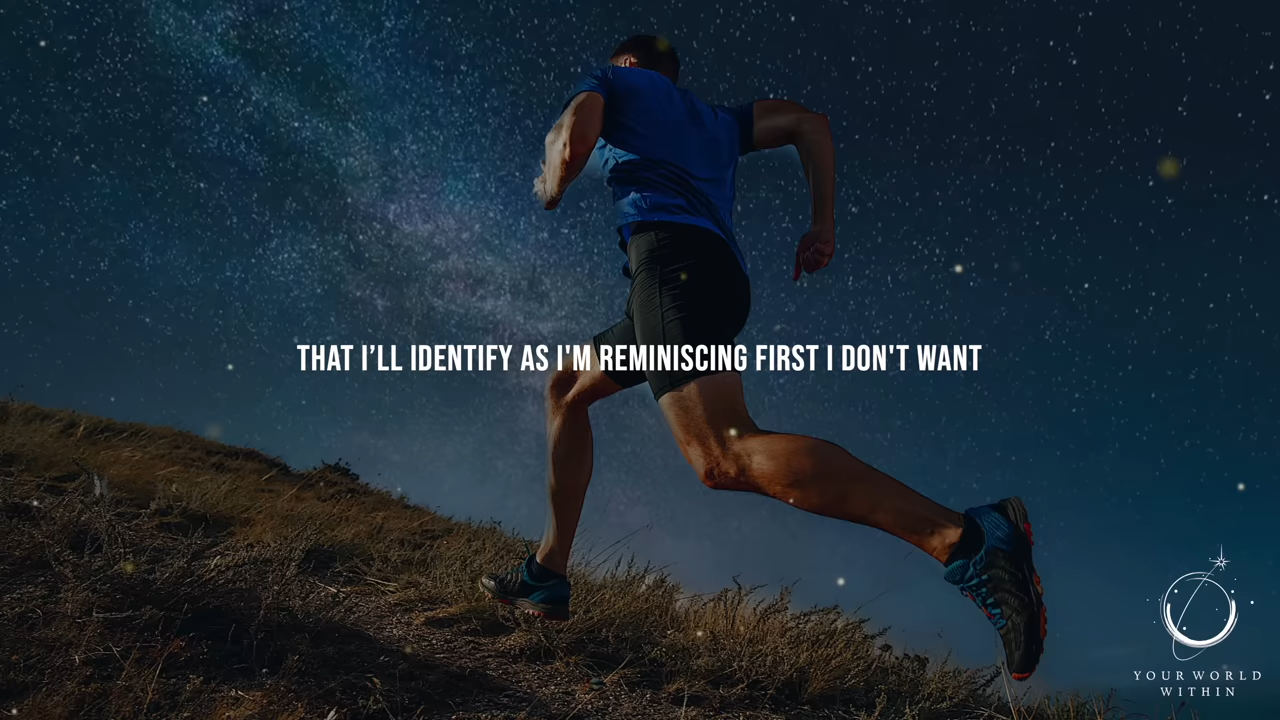 THAT I’LL IDENTIFY AS I'M REMINISCING FIRST I DON'T WANT
YOUR WORLD
WITHIN